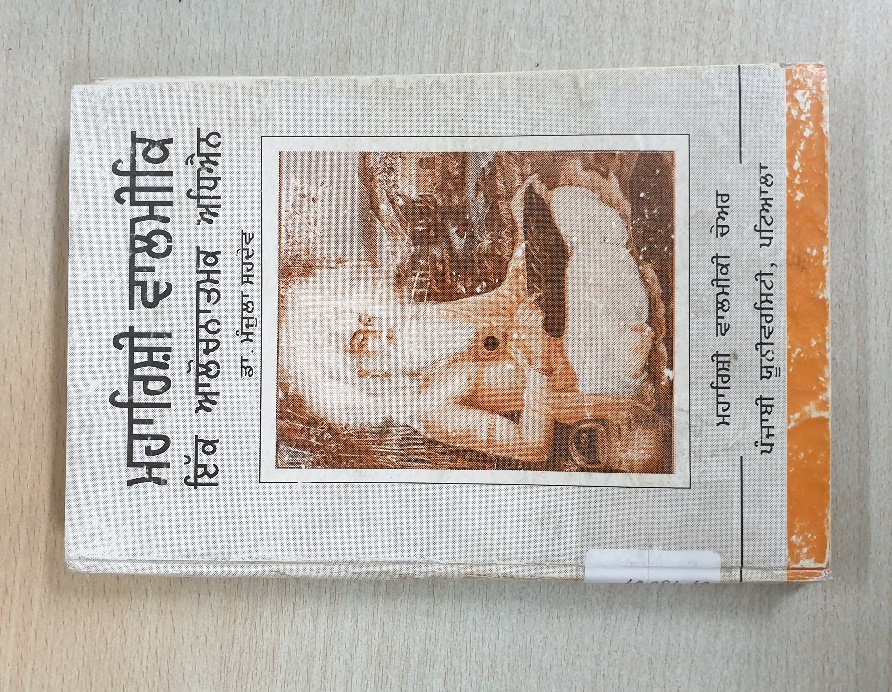 ਮਹਾਰਿਸ਼ੀ ਵਾਲਮੀਕਿ
ਇੱਕ ਆਲੋਚਨਾਤਮਕ ਅਧਿਐਨ
ਡਾ. ਮੰਜੁਲਾ ਸਹਦੇਵ
ਮਹਾਰਿਸ਼ੀ ਵਾਲਮੀਕੀ ਚੇਅਰ
ਪੰਜਾਬੀ ਯੂਨੀਵਰਸਿਟੀ, ਪਟਿਆਲਾ